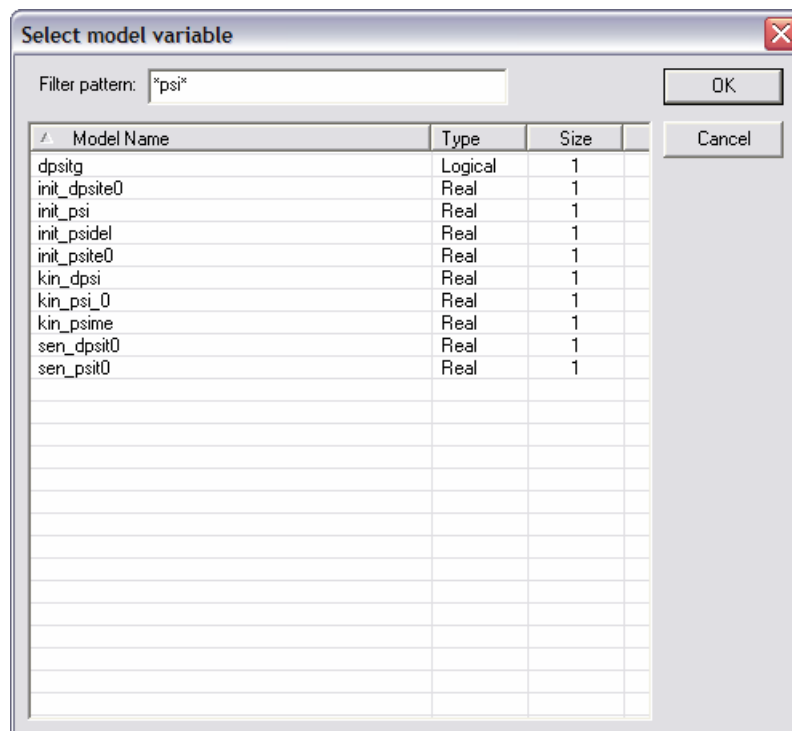 Select model variable
Filter pattern: *psi*
OK
Cancel
Model Name Type Size
dpsitg Logical 1
init_dpsite0 Real 1
init_psi Real 1
init_psidel Real 1
init_psite0 Real 1
kin_dpsi Real 1
kin_psi_0 Real 1
kin_psime Real 1
sen_dpsit0 Real 1
sen_psit0 Real 1